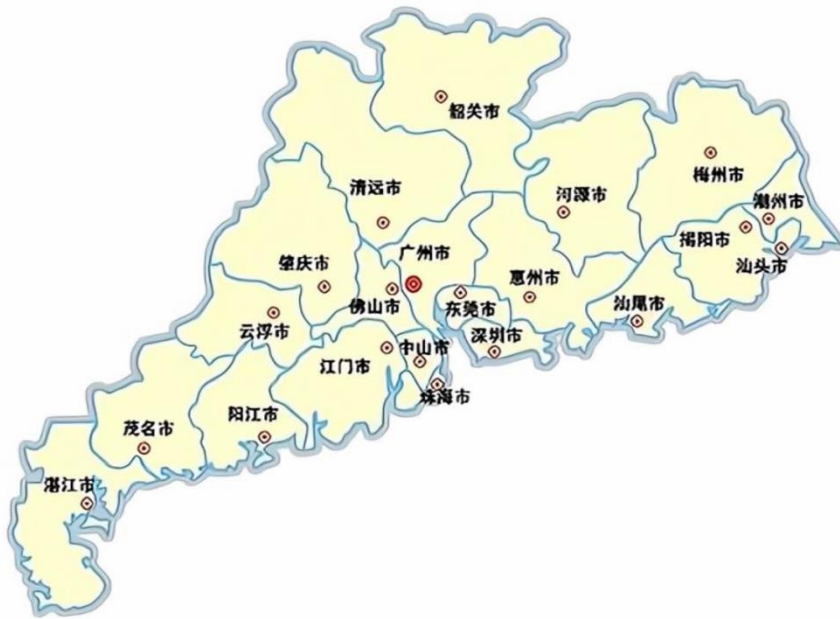 韶关市
梅州市
清远市
河源市
潮州市
广州市
揭阳市
肇庆市
汕头市
惠州市
佛山市
东莞市
汕尾市
云浮市
深圳市
中山市
江门市
珠海市
阳江市
茂名市
湛江市